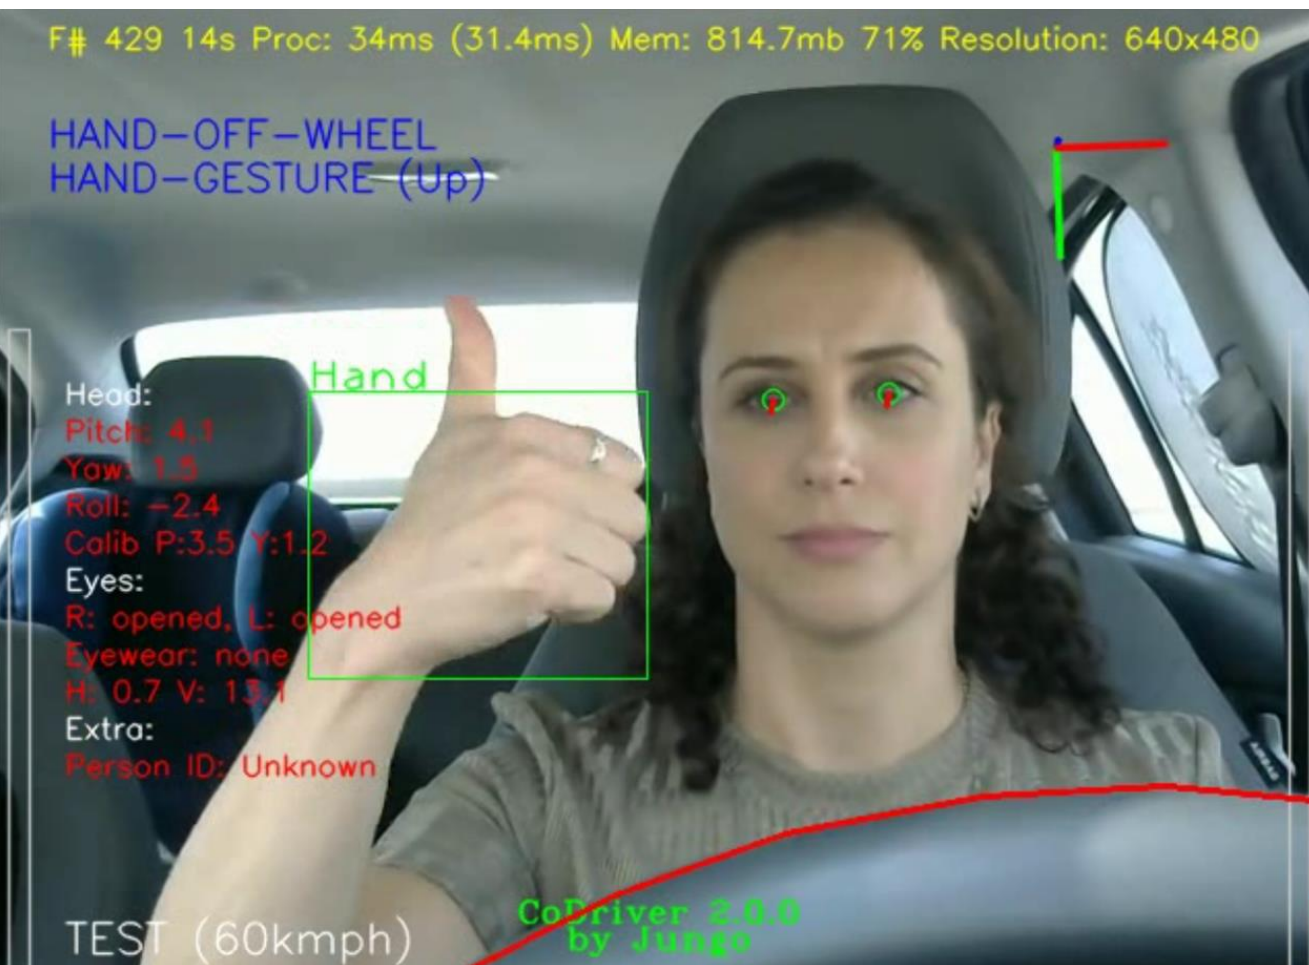 F# 429 14s Proc: 34ms (31.4ms) Mem: 814.7mb 71% Resolution: 640x480
HAND-OFF-WHEEL
HAND-GESTURE (Up)
Hand
Head:
Pitch: 4.1
Yaw: 1.5
Roll: -2.4
Calib P:3.5 Y:1.2
Eyes:
R: opened, L: opened
Eyewear: none
H: 0.7 V: 13.1
Extra:
Person ID: Unknown
AIRBAG
CoDriver 2.0.0
by Jungo
TEST (60kmph)